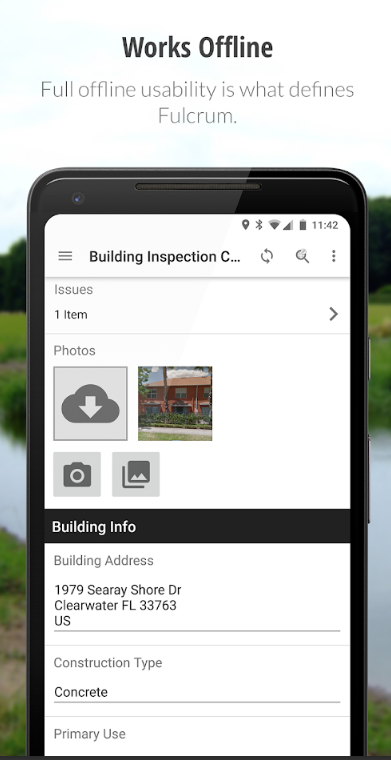 Works Offline
Full offline usability is what defines
Fulcrum.
11:42
Building Inspection C...
Issues
1 Item
Photos
Building Info
Building Address
1979 Searay Shore Dr
Clearwater FL 33763
US
Construction Type
Concrete
Primary Use